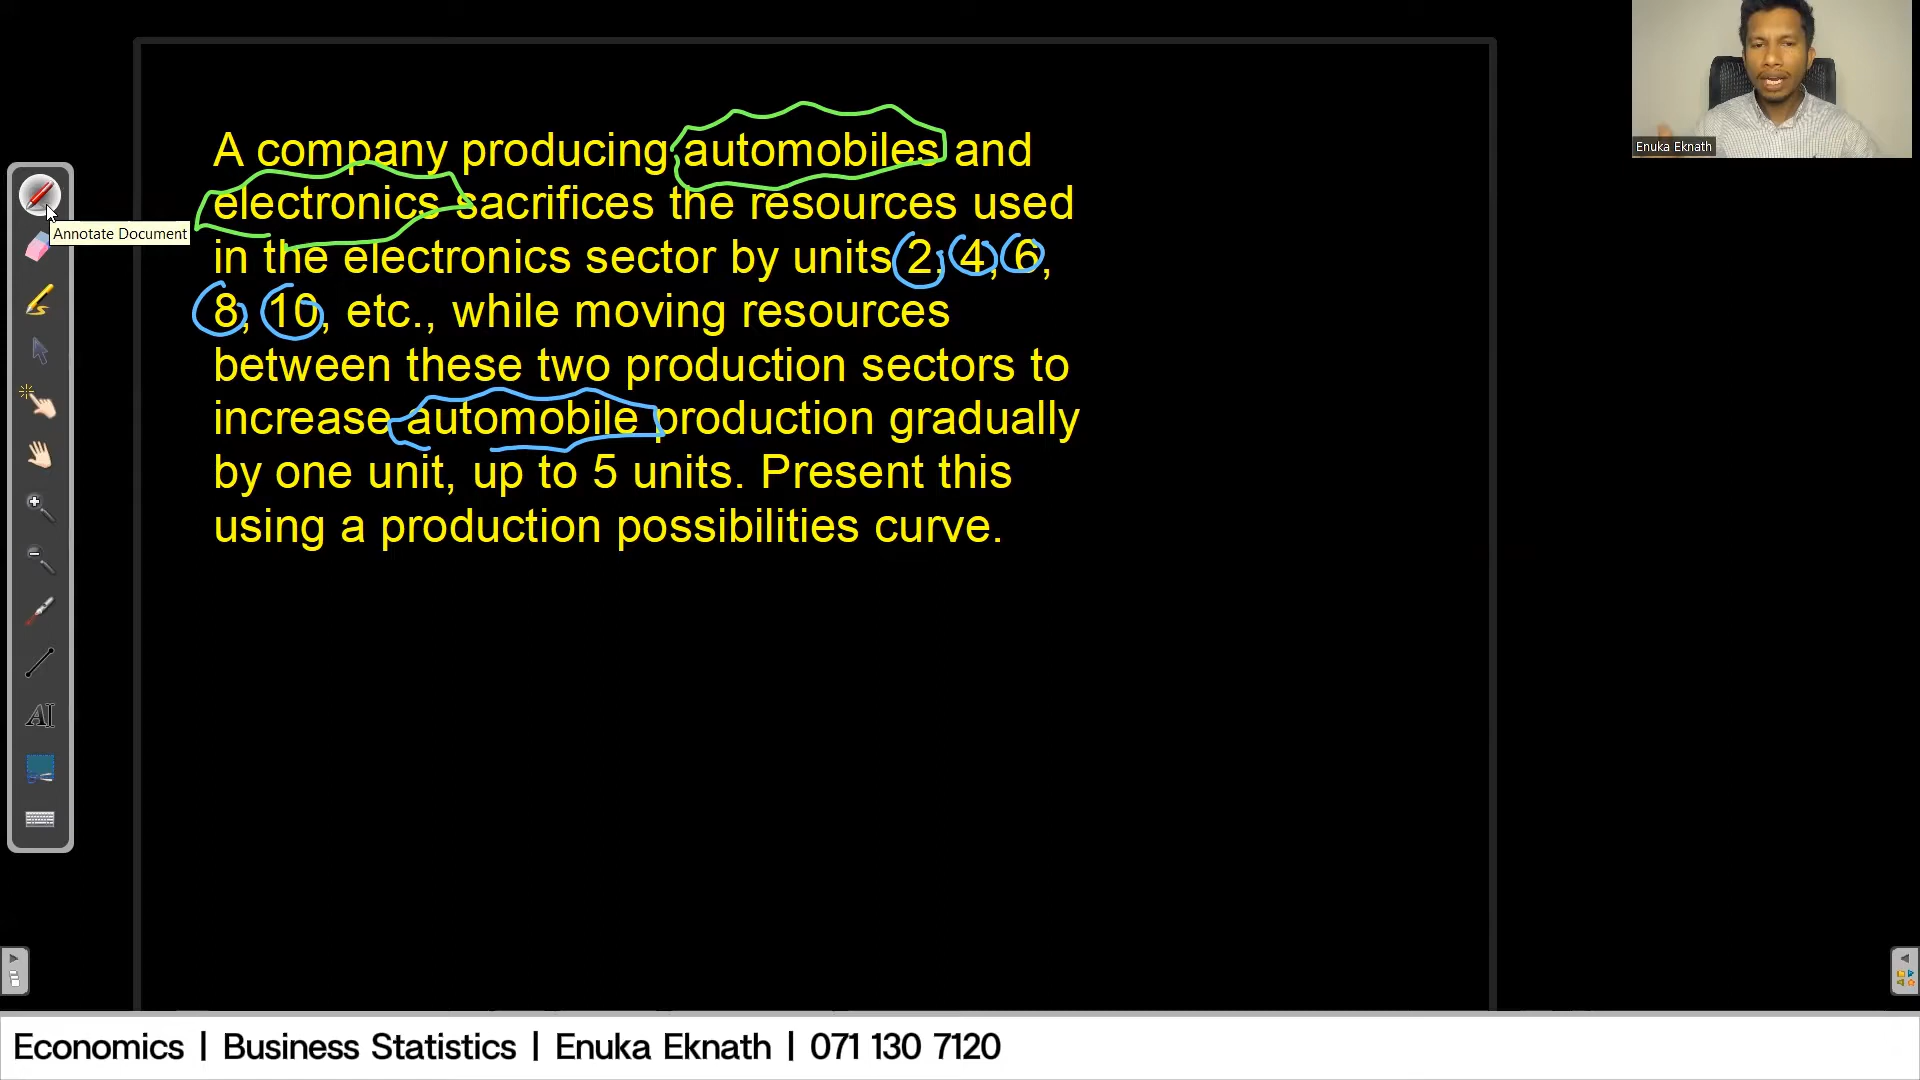 Enuka Eknath
A company producing automobiles and
electronics sacrifices the resources used
in the electronics sector by units 2, 4, 6,
8, 10, etc., while moving resources
between these two production sectors to
increase automobile production gradually
by one unit, up to 5 units. Present this
using a production possibilities curve.
Annotate Document
AI
Economics | Business Statistics | Enuka Eknath | 071 130 7120